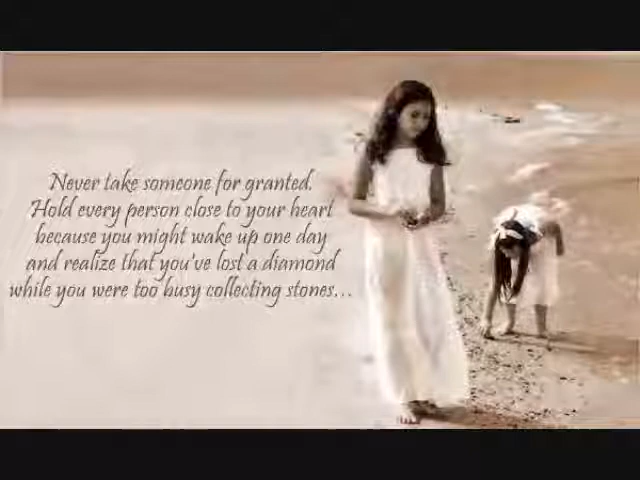 Never take someone for granted.
Hold every person close to your heart
because you might wake up one day
and realize that you've lost a diamond
while you were too busy collecting stones...